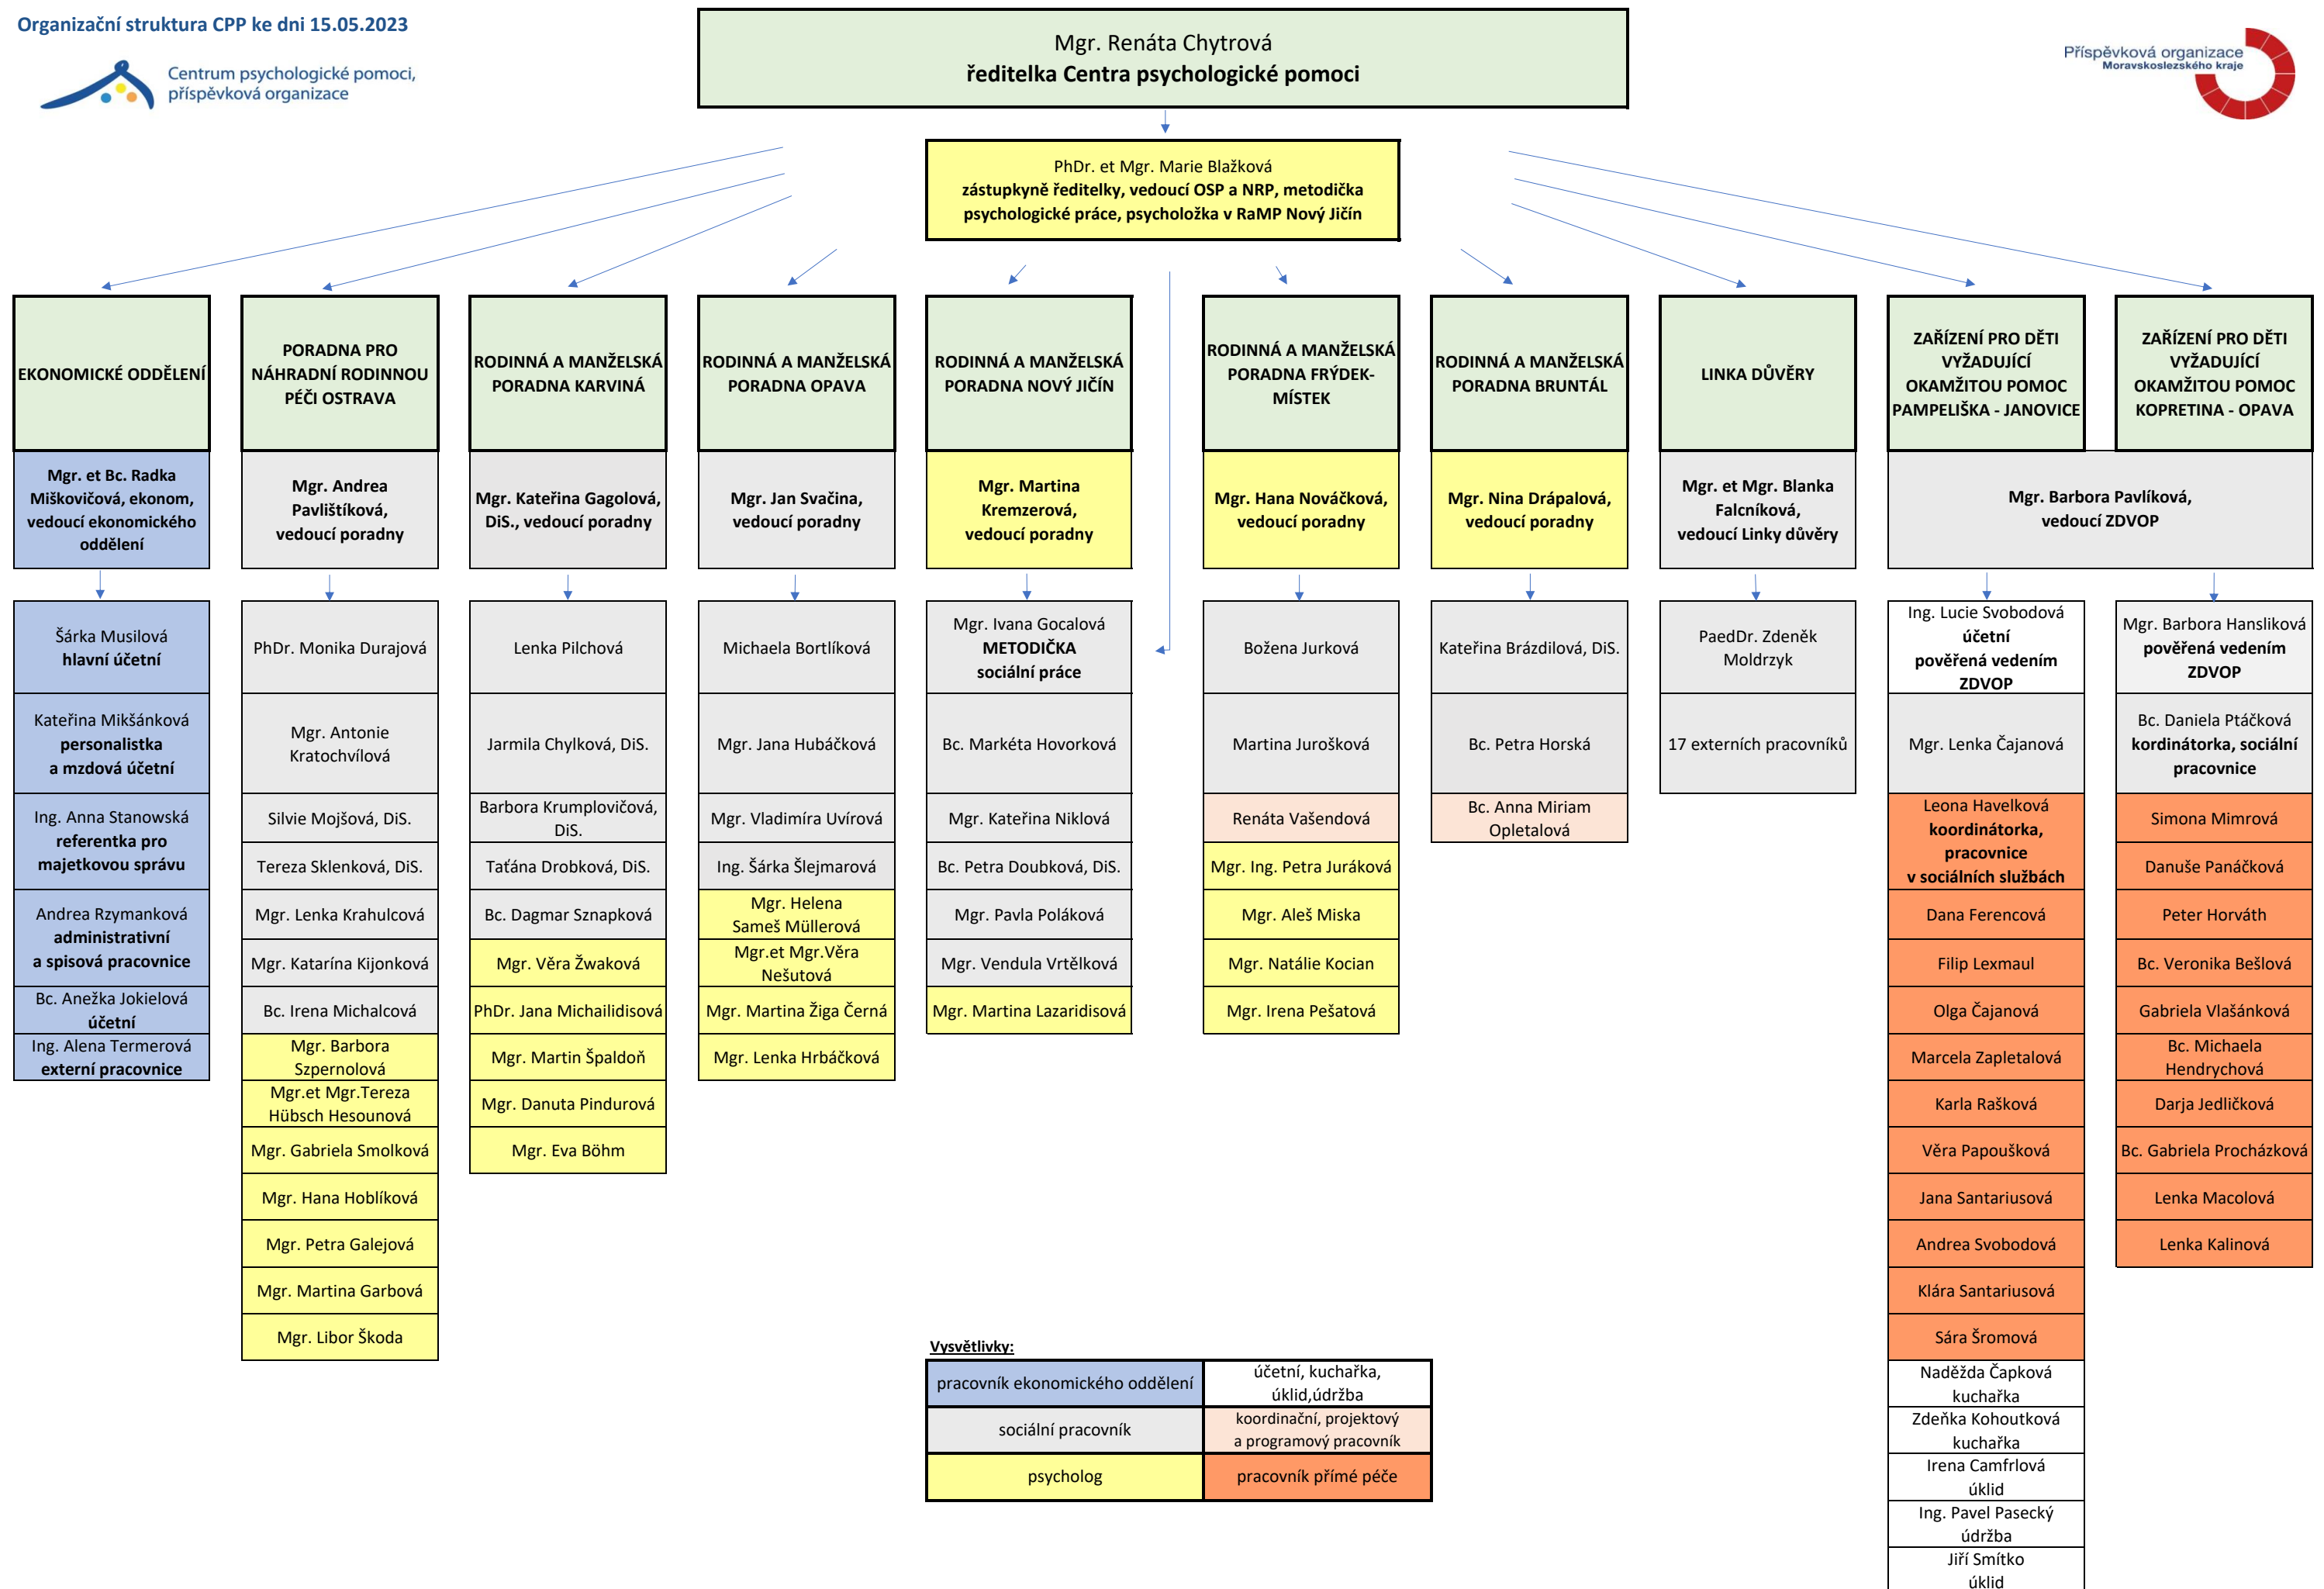 Organizační struktura CPP ke dni 15.05.2023
Centrum psychologické pomoci,
příspěvková organizace
Mgr. Renáta Chytrová
ředitelka Centra psychologické pomoci
Příspěvková organizace
Moravskoslezského kraje
PhDr. et Mgr. Marie Blažková
zástupkyně ředitelky, vedoucí OSP a NRP, metodička
psychologické práce, psycholožka v RaMP Nový Jičín
EKONOMICKÉ ODDĚLENÍ
Mgr. et Bc. Radka
Miškovičová, ekonom,
vedoucí ekonomického
oddělení
Šárka Musilová
hlavní účetní
Kateřina Mikšánková
personalistka
a mzdová účetní
Ing. Anna Stanowská
referentka pro
majetkovou správu
Andrea Rzymanková
administrativní
a spisová pracovnice
Bc. Anežka Jokielová
účetní
Ing. Alena Termerová
externí pracovnice
PORADNA PRO
NÁHRADNÍ RODINNOU
PÉČI OSTRAVA
Mgr. Andrea
Pavlištíková,
vedoucí poradny
PhDr. Monika Durajová
Mgr. Antonie
Kratochvílová
Silvie Mojšová, DiS.
Tereza Sklenková, DiS.
Mgr. Lenka Krahulcová
Mgr. Katarína Kijonková
Bc. Irena Michalcová
Mgr. Barbora
Szpernolová
Mgr.et Mgr.Tereza
Hübsch Hesounová
Mgr. Gabriela Smolková
Mgr. Hana Hoblíková
Mgr. Petra Galejová
Mgr. Martina Garbová
Mgr. Libor Škoda
RODINNÁ A MANŽELSKÁ
PORADNA KARVINÁ
Mgr. Kateřina Gagolová,
DiS., vedoucí poradny
Lenka Pilchová
Jarmila Chylková, DiS.
Barbora Krumplovičová,
DiS.
Taťána Drobková, DiS.
Bc. Dagmar Sznapková
Mgr. Věra Žwaková
PhDr. Jana Michailidisová
Mgr. Martin Špaldoň
Mgr. Danuta Pindurová
Mgr. Eva Böhm
RODINNÁ A MANŽELSKÁ
PORADNA OPAVA
Mgr. Jan Svačina,
vedoucí poradny
Michaela Bortlíková
Mgr. Jana Hubáčková
Mgr. Vladimíra Uvírová
Ing. Šárka Šlejmarová
Mgr. Helena
Sameš Müllerová
Mgr.et Mgr.Věra
Nešutová
Mgr. Martina Žiga Černá
Mgr. Lenka Hrbáčková
RODINNÁ A MANŽELSKÁ
PORADNA NOVÝ JIČÍN
Mgr. Martina
Kremzerová,
vedoucí poradny
Mgr. Ivana Gocalová
METODIČKA
sociální práce
Bc. Markéta Hovorková
Mgr. Kateřina Niklová
Bc. Petra Doubková, DiS.
Mgr. Pavla Poláková
Mgr. Vendula Vrtělková
Mgr. Martina Lazaridisová
RODINNÁ A MANŽELSKÁ
PORADNA FRÝDEK-
MÍSTEK
Mgr. Hana Nováčková,
vedoucí poradny
Božena Jurková
Martina Jurošková
Renáta Vašendová
Mgr. Ing. Petra Juráková
Mgr. Aleš Miska
Mgr. Natálie Kocian
Mgr. Irena Pešatová
RODINNÁ A MANŽELSKÁ
PORADNA BRUNTÁL
Mgr. Nina Drápalová,
vedoucí poradny
Kateřina Brázdilová, DiS.
Bc. Petra Horská
Bc. Anna Miriam
Opletalová
LINKA DŮVĚRY
Mgr. et Mgr. Blanka
Falcníková,
vedoucí Linky důvěry
PaedDr. Zdeněk
Moldrzyk
17 externích pracovníků
ZAŘÍZENÍ PRO DĚTI
VYŽADUJÍCÍ
OKAMŽITOU POMOC
PAMPELIŠKA - JANOVICE
ZAŘÍZENÍ PRO DĚTI
VYŽADUJÍCÍ
OKAMŽITOU POMOC
KOPRETINA - OPAVA
Mgr. Barbora Pavlíková,
vedoucí ZDVOP
Ing. Lucie Svobodová
účetní
pověřená vedením
ZDVOP
Mgr. Lenka Čajanová
Leona Havelková
koordinátorka,
pracovnice
v sociálních službách
Dana Ferencová
Filip Lexmaul
Olga Čajanová
Marcela Zapletalová
Karla Rašková
Věra Papoušková
Jana Santariusová
Andrea Svobodová
Klára Santariusová
Sára Šromová
Naděžda Čapková
kuchařka
Zdeňka Kohoutková
kuchařka
Irena Camfrlová
úklid
Ing. Pavel Pasecký
údržba
Jiří Smítko
úklid
Mgr. Barbora Hansliková
pověřená vedením
ZDVOP
Bc. Daniela Ptáčková
kordinátorka, sociální
pracovnice
Simona Mimrová
Danuše Panáčková
Peter Horváth
Bc. Veronika Bešlová
Gabriela Vlašánková
Bc. Michaela
Hendrychová
Darja Jedličková
Bc. Gabriela Procházková
Lenka Macolová
Lenka Kalinová
Vysvětlivky:
pracovník ekonomického oddělení
účetní, kuchařka,
úklid,údržba
sociální pracovník
koordinační, projektový
a programový pracovník
psycholog
pracovník přímé péče